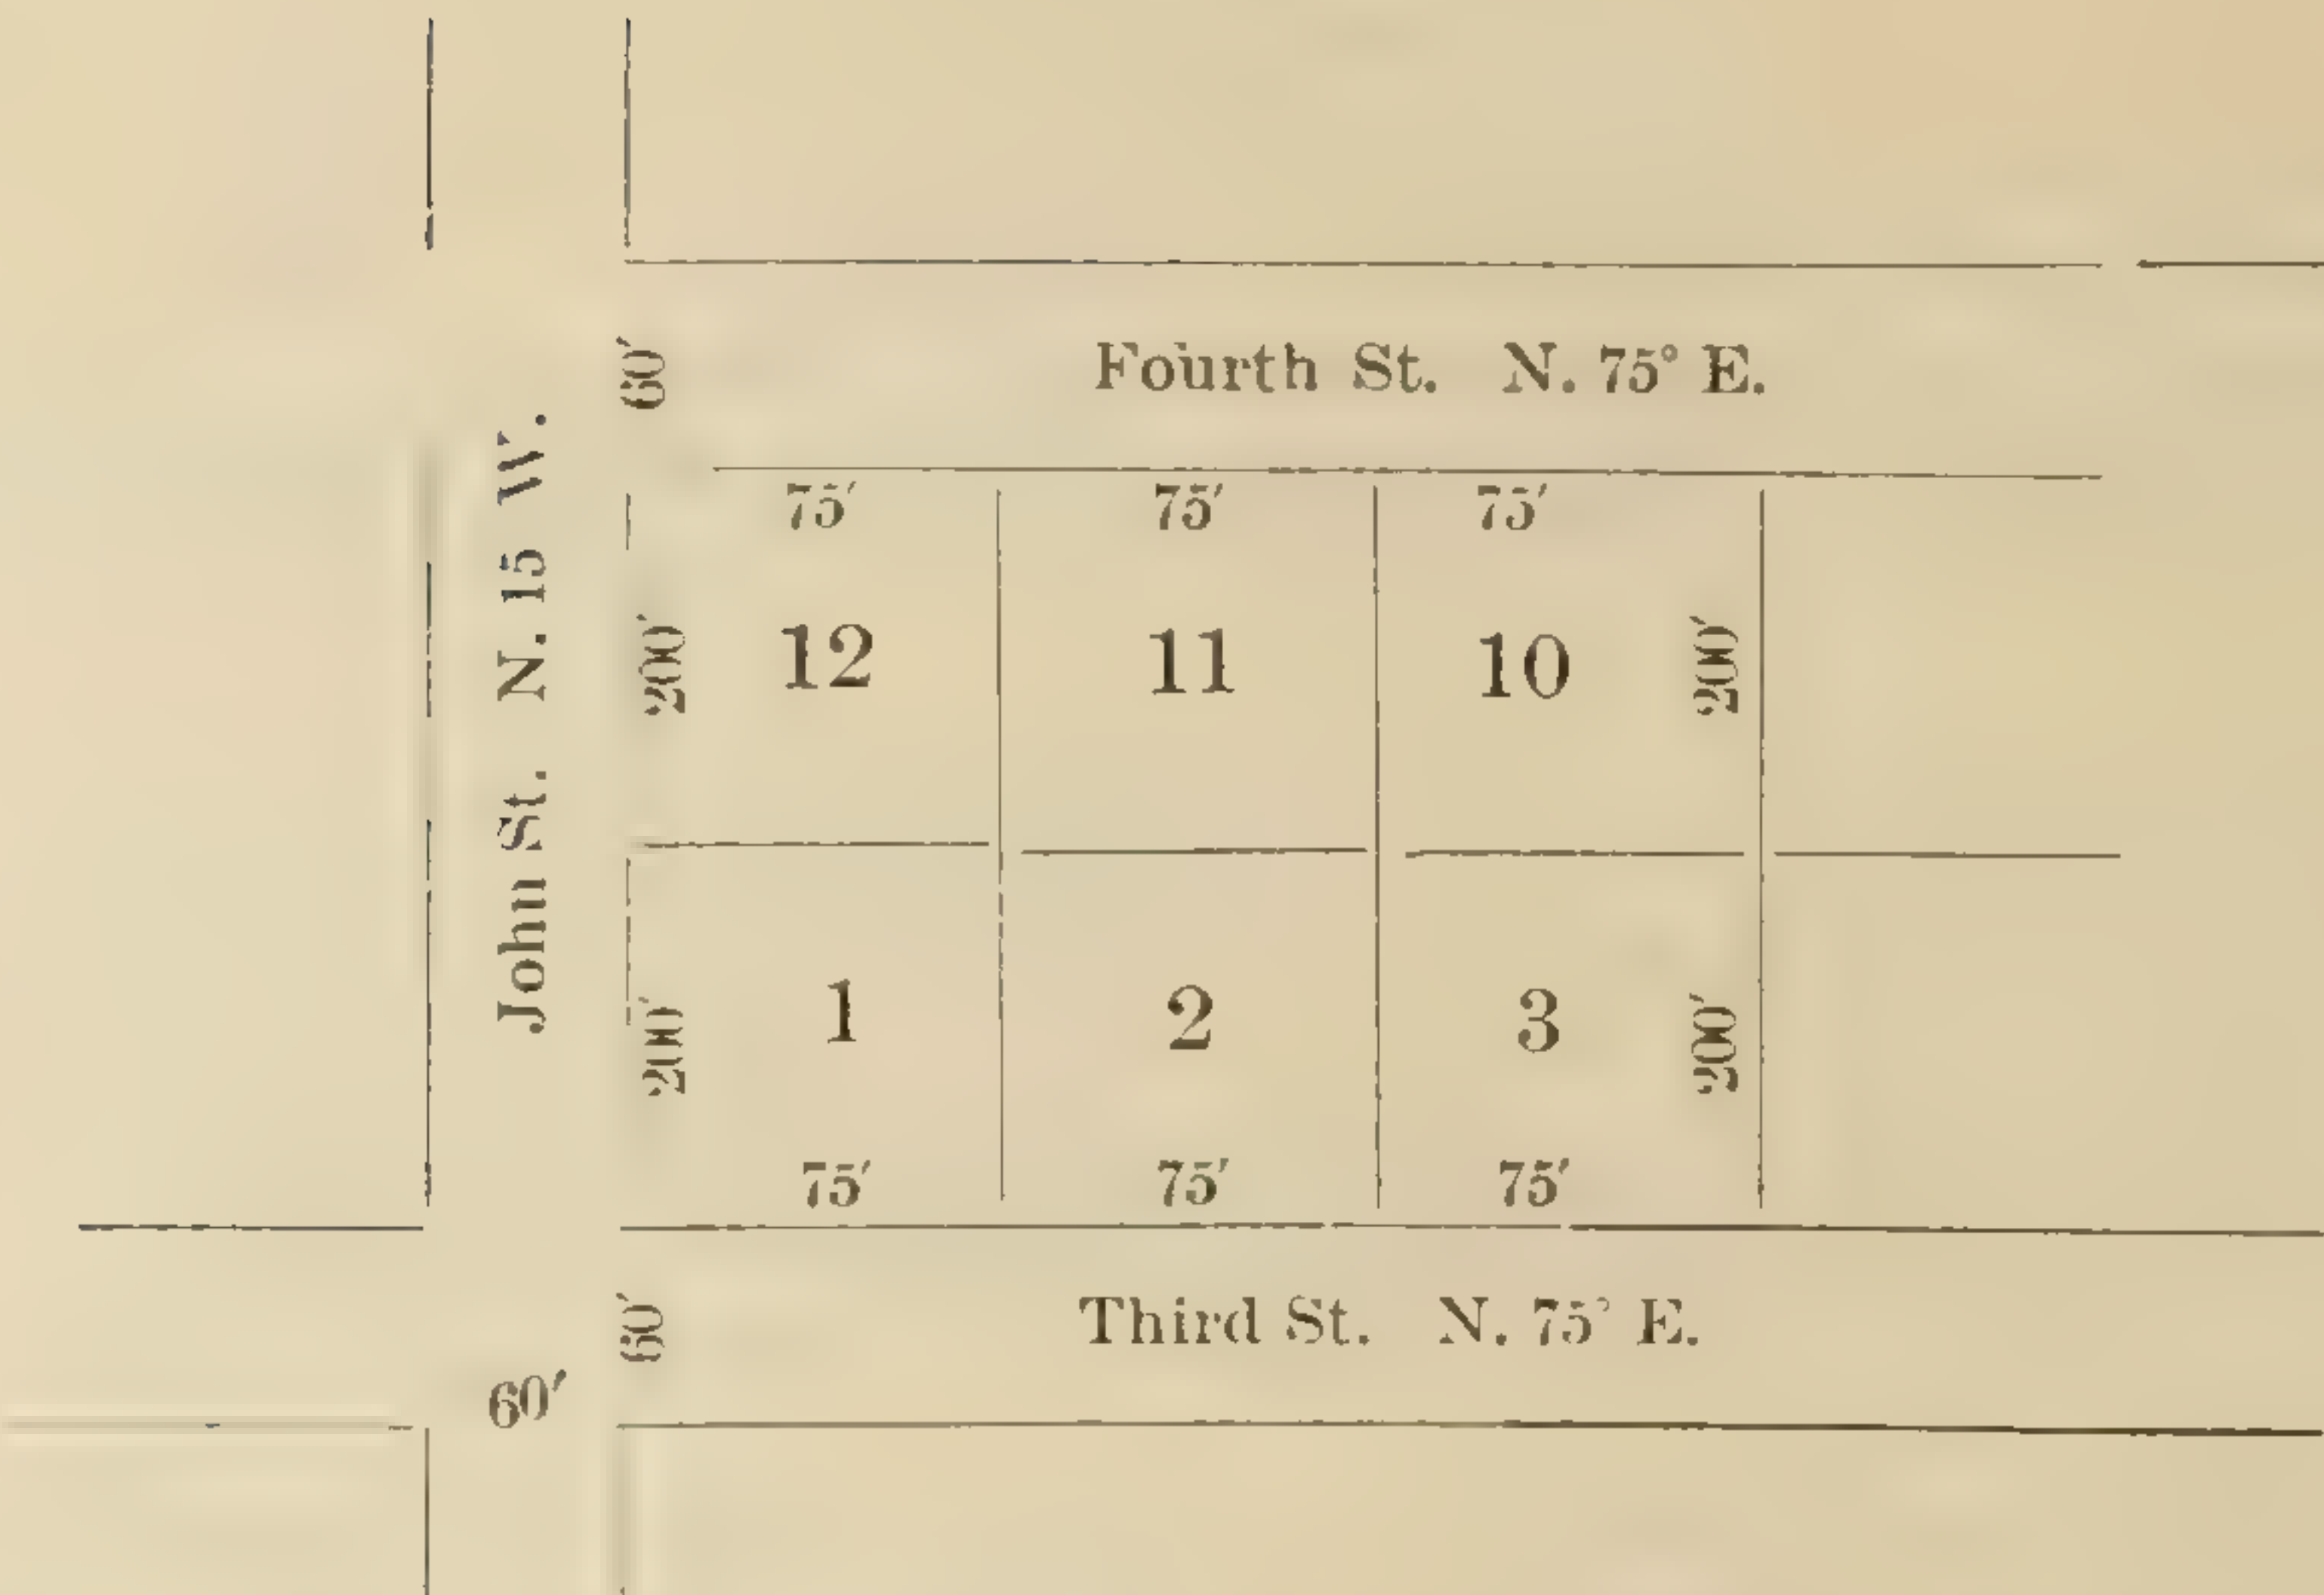 Fourth St. N. 75° E.
60′
75′ 75′ 75′
John St. N. 15 W.
200′ 12 11 10 200′
200′ 1 2 3 200′
75′ 75′ 75′
Third St. N. 75° E.
60′
60′